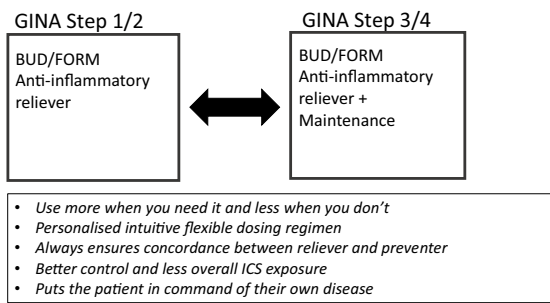 GINA Step 1/2
BUD/FORM
Anti-inflammatory
reliever
GINA Step 3/4
BUD/FORM
Anti-inflammatory
reliever +
Maintenance
• Use more when you need it and less when you don't
• Personalised intuitive flexible dosing regimen
• Always ensures concordance between reliever and preventer
• Better control and less overall ICS exposure
• Puts the patient in command of their own disease